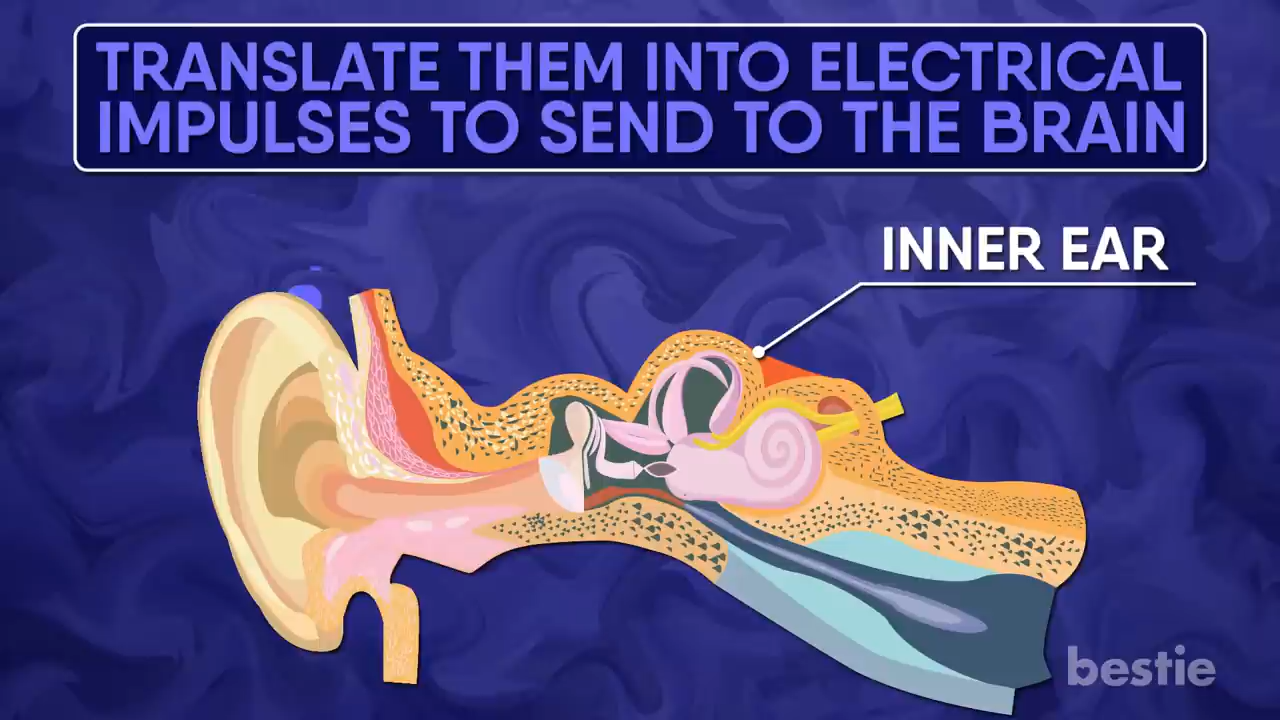 TRANSLATE THEM INTO ELECTRICAL
IMPULSES TO SEND TO THE BRAIN
INNER EAR
bestie